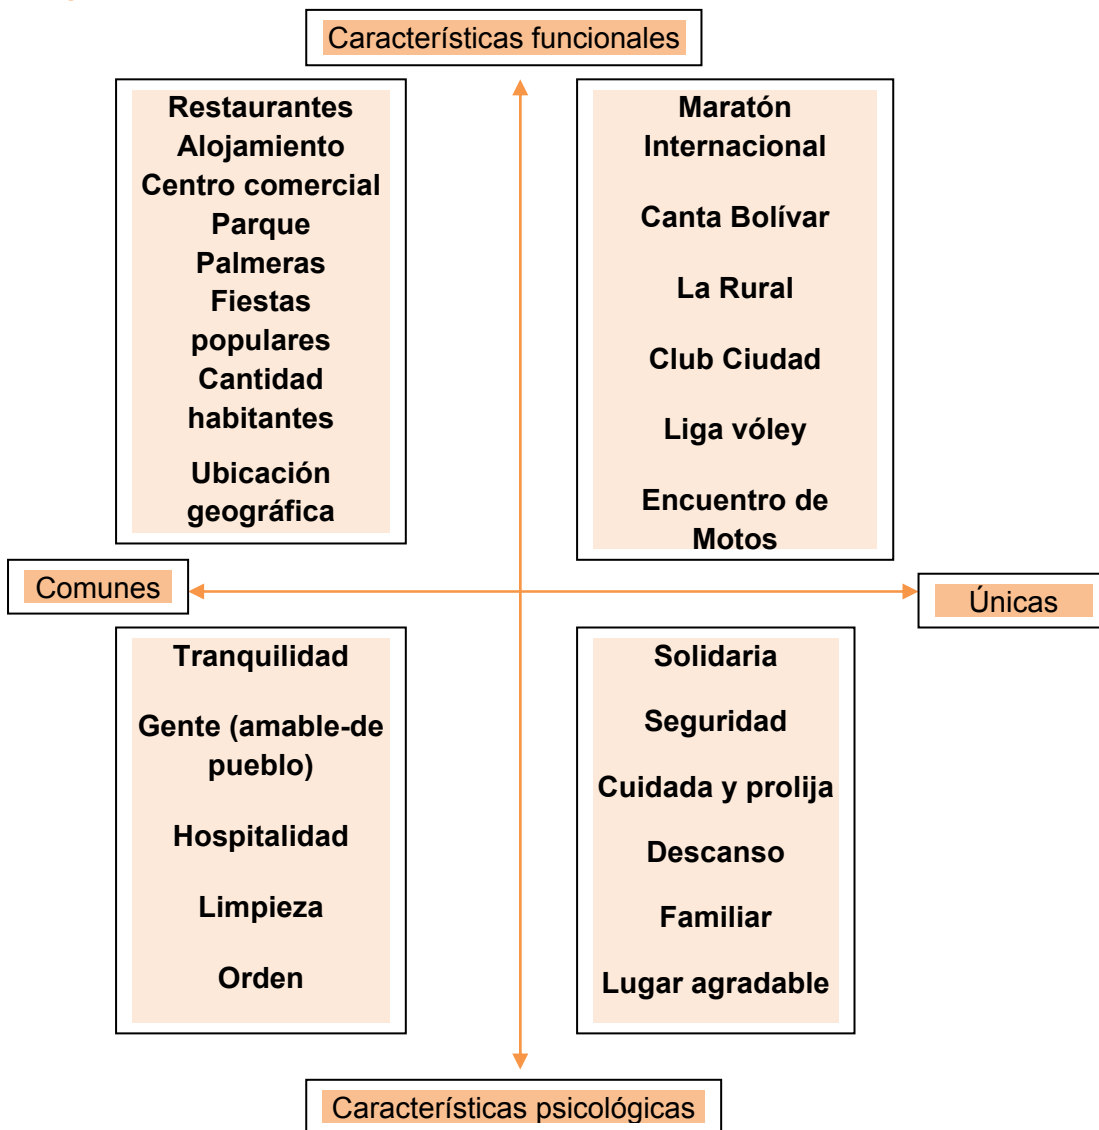 Características funcionales
Restaurantes
Alojamiento
Centro comercial
Parque
Palmeras
Fiestas
populares
Cantidad
habitantes
Ubicación
geográfica
Maratón
Internacional
Canta Bolívar
La Rural
Club Ciudad
Liga vóley
Encuentro de
Motos
Comunes
Únicas
Tranquilidad
Gente (amable-de
pueblo)
Hospitalidad
Limpieza
Orden
Solidaria
Seguridad
Cuidada y prolija
Descanso
Familiar
Lugar agradable
Características psicológicas